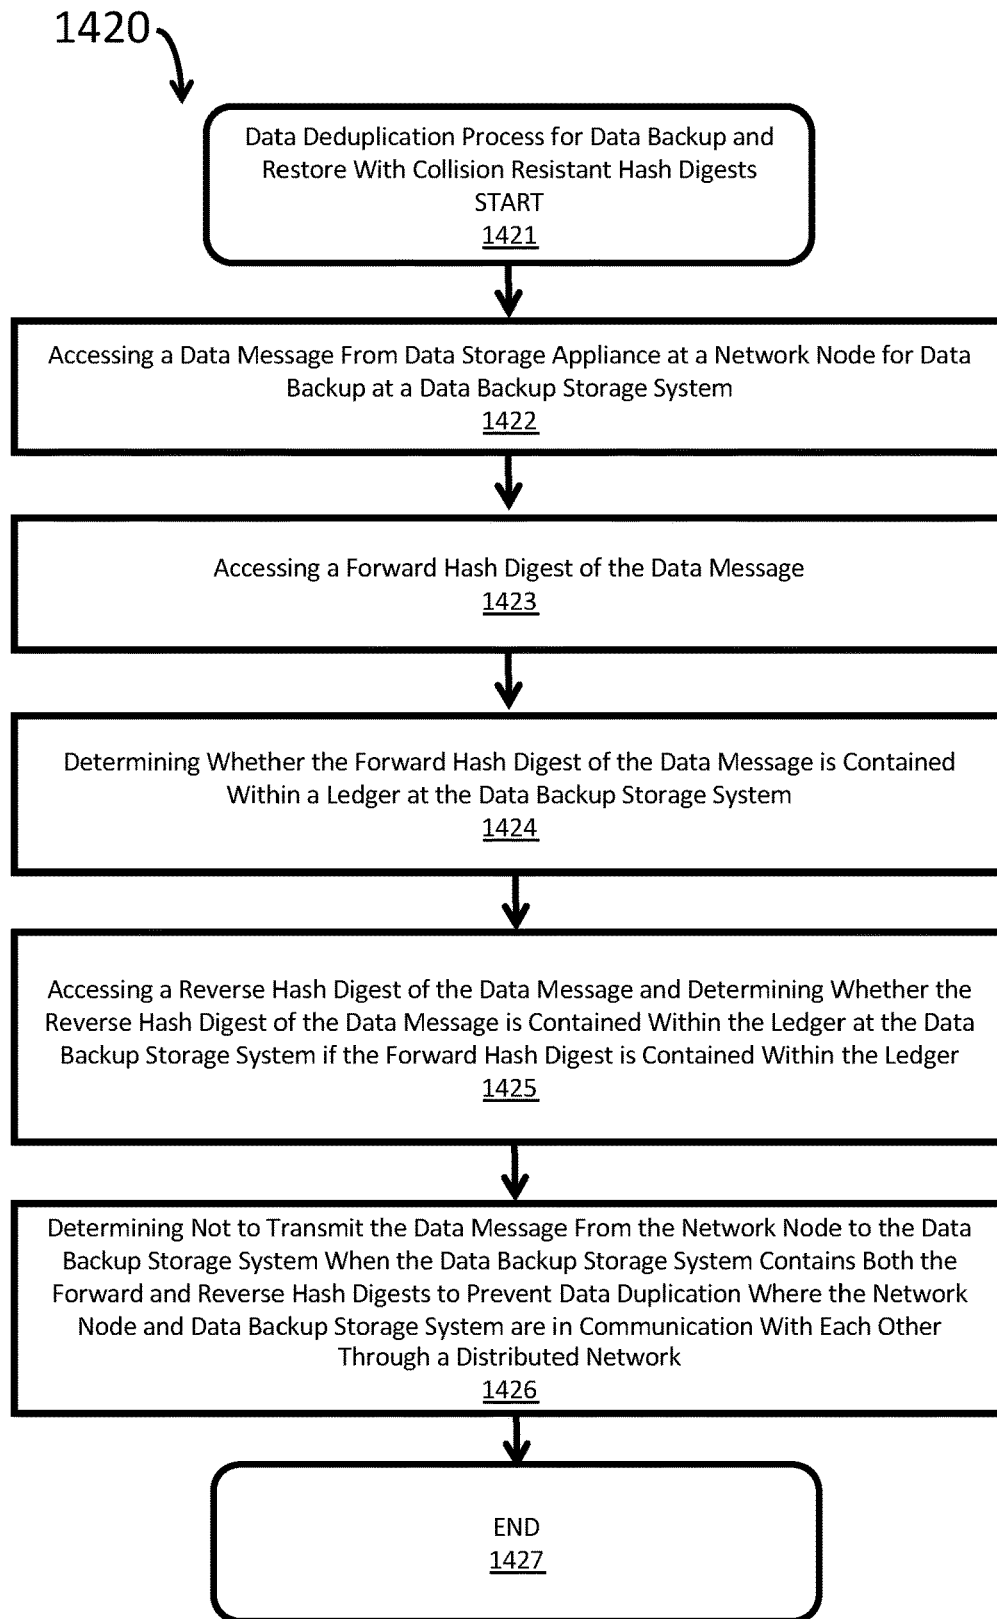 1420
Data Deduplication Process for Data Backup and
Restore With Collision Resistant Hash Digests
START
1421
Accessing a Data Message From Data Storage Appliance at a Network Node for Data
Backup at a Data Backup Storage System
1422
Accessing a Forward Hash Digest of the Data Message
1423
Determining Whether the Forward Hash Digest of the Data Message is Contained
Within a Ledger at the Data Backup Storage System
1424
Accessing a Reverse Hash Digest of the Data Message and Determining Whether the
Reverse Hash Digest of the Data Message is Contained Within the Ledger at the Data
Backup Storage System if the Forward Hash Digest is Contained Within the Ledger
1425
Determining Not to Transmit the Data Message From the Network Node to the Data
Backup Storage System When the Data Backup Storage System Contains Both the
Forward and Reverse Hash Digests to Prevent Data Duplication Where the Network
Node and Data Backup Storage System are in Communication With Each Other
Through a Distributed Network
1426
END
1427